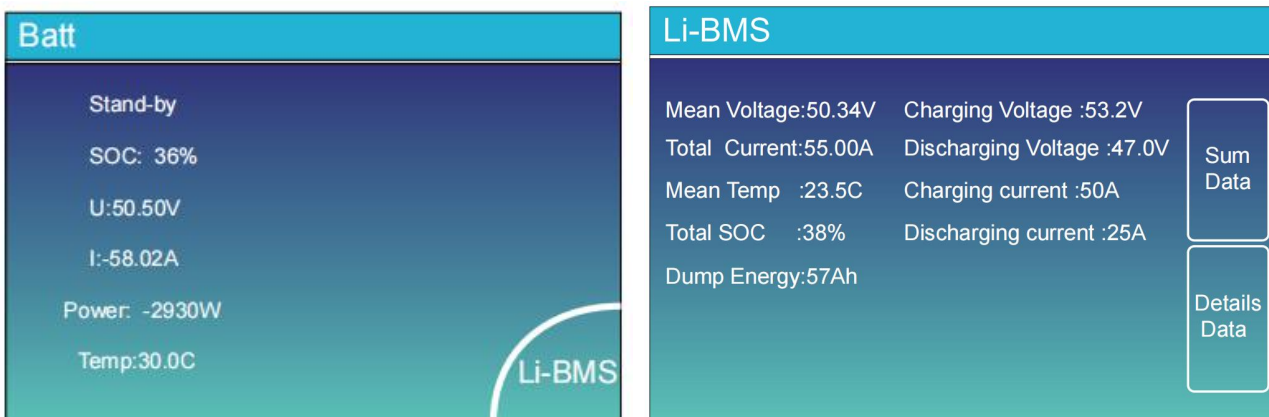 Batt
Stand-by
SOC: 36%
U:50.50V
I:-58.02A
Power: -2930W
Temp:30.0C
Li-BMS
Li-BMS
Mean Voltage:50.34V
Charging Voltage :53.2V
Total Current:55.00A
Discharging Voltage :47.0V
Mean Temp :23.5C
Charging current :50A
Total SOC :38%
Discharging current :25A
Dump Energy:57Ah
Sum
Data
Details
Data